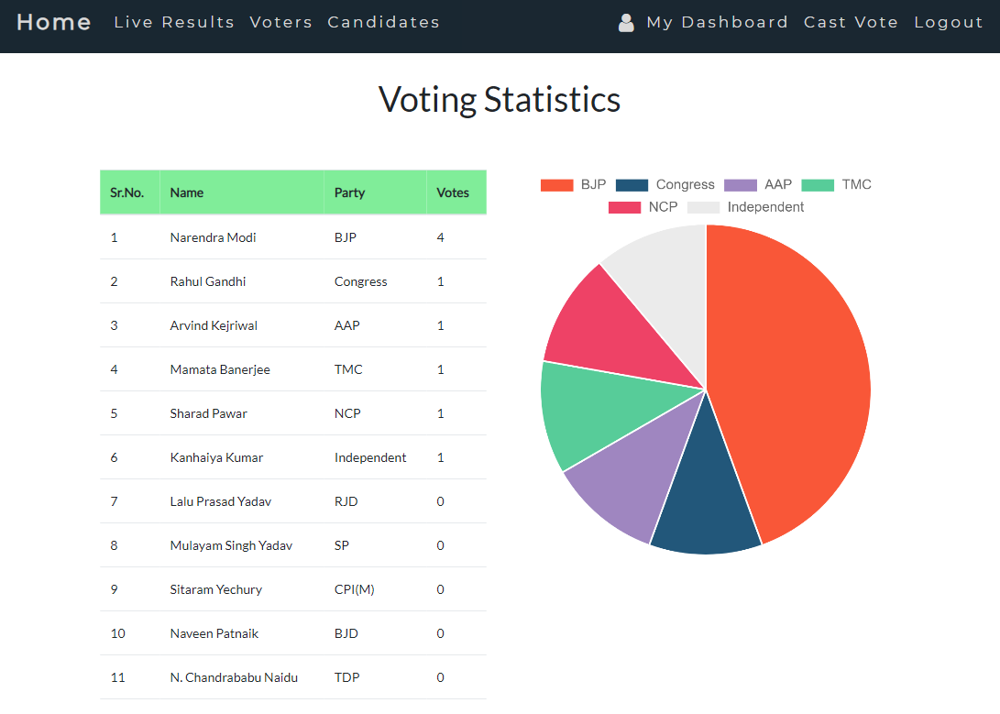 Home Live Results Voters Candidates My Dashboard Cast Vote Logout
Voting Statistics
Sr.No. Name Party Votes
1 Narendra Modi BJP 4
2 Rahul Gandhi Congress 1
3 Arvind Kejriwal AAP 1
4 Mamata Banerjee TMC 1
5 Sharad Pawar NCP 1
6 Kanhaiya Kumar Independent 1
7 Lalu Prasad Yadav RJD 0
8 Mulayam Singh Yadav SP 0
9 Sitaram Yechury CPI(M) 0
10 Naveen Patnaik BJD 0
11 N. Chandrababu Naidu TDP 0
BJP Congress AAP TMC
NCP Independent